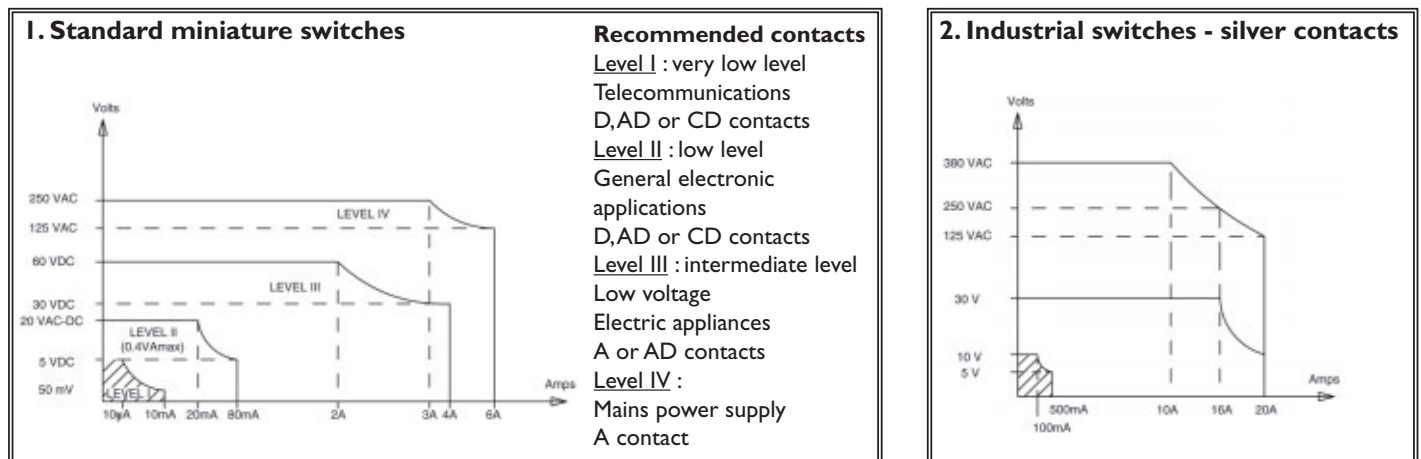 1. Standard miniature switches
Volts
250 VAC
LEVEL IV
125 VAC
60 VDC
LEVEL III
30 VDC
20 VAC-DC
LEVEL II
(0.4VAmax)
5 VDC
50 mV
LEVEL I
Amps
10µA 10mA 20mA 80mA 2A 3A 4A 6A
Recommended contacts
Level I : very low level
Telecommunications
D,AD or CD contacts
Level II : low level
General electronic
applications
D,AD or CD contacts
Level III : intermediate level
Low voltage
Electric appliances
A or AD contacts
Level IV :
Mains power supply
A contact
2. Industrial switches - silver contacts
Volts
380 VAC
250 VAC
125 VAC
30 V
10 V
5 V
Amps
500mA 10A 16A 20A
100mA